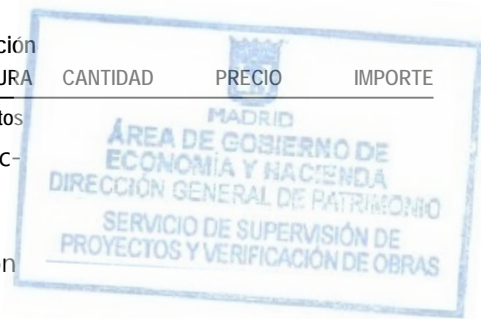 ción
URA CANTIDAD PRECIO IMPORTE
tos
MADRID
ÁREA DE GOBIERNO DE
c-
ECONOMÍA Y HACIENDA
DIRECCIÓN GENERAL DE PATRIMONIO
SERVICIO DE SUPERVISIÓN DE
ón
PROYECTOS Y VERIFICACIÓN DE OBRAS